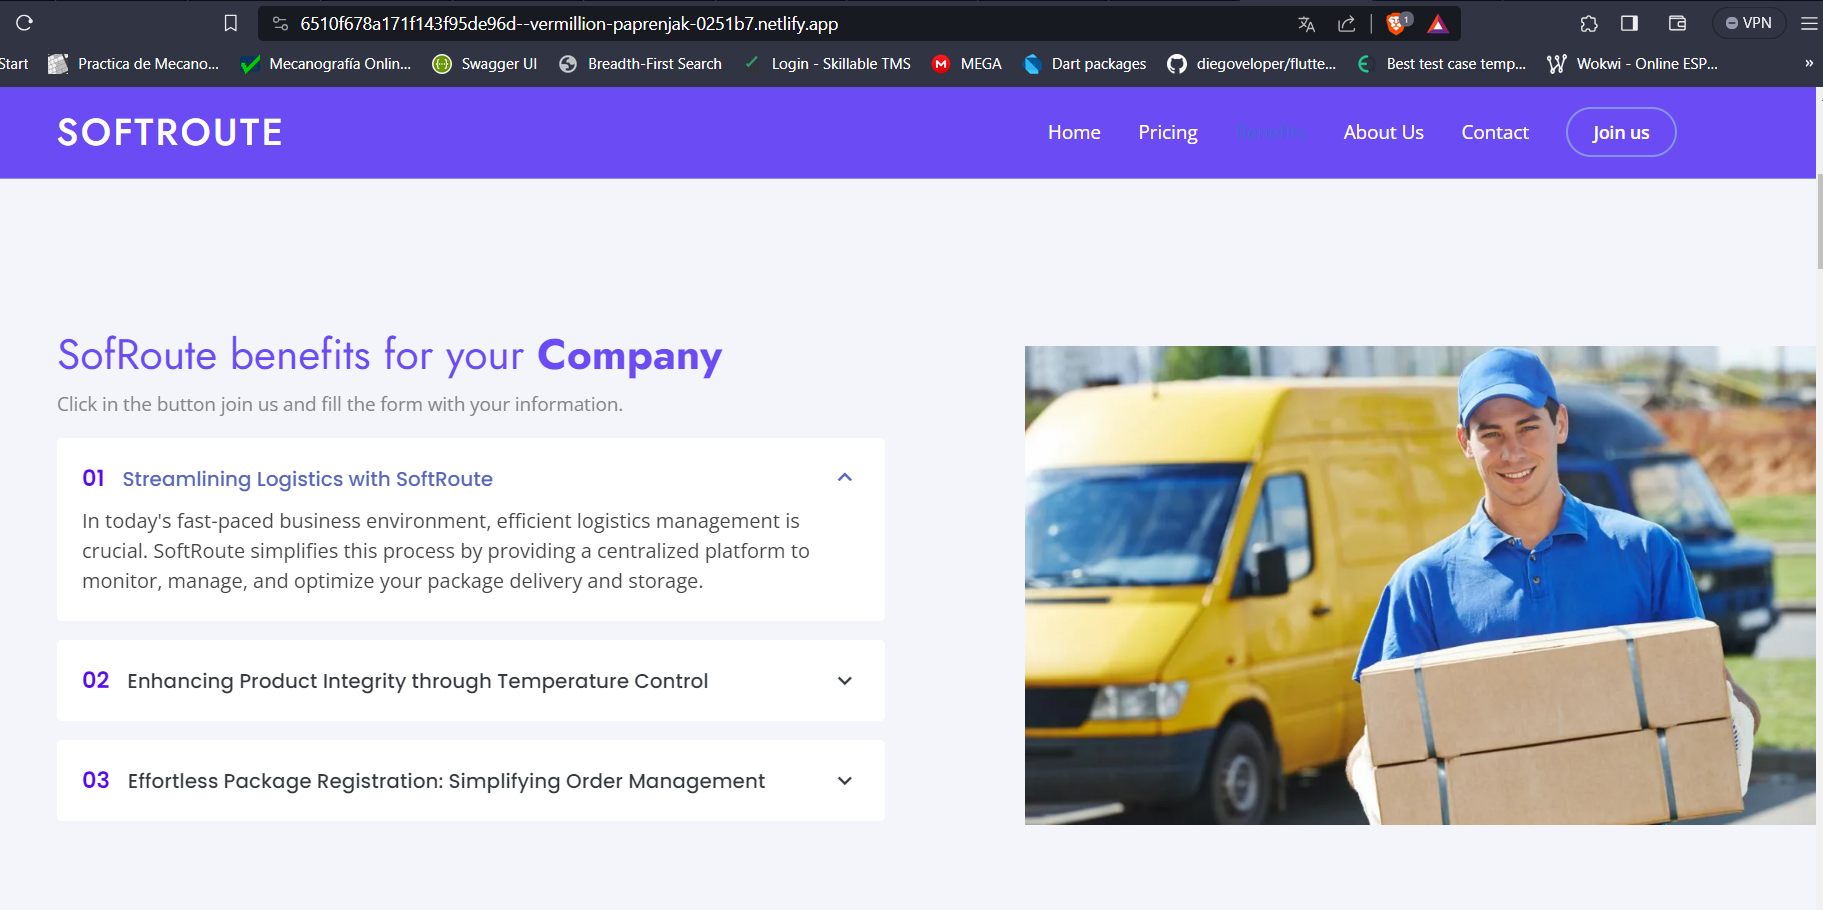 6510f678a171f143f95de96d--vermillion-paprenjak-0251b7.netlify.app
1
VPN
Start
Practica de Mecano...
Mecanografía Onlin...
Swagger UI
Breadth-First Search
Login - Skillable TMS
MEGA
Dart packages
diegoveloper/flutte...
Best test case temp...
Wokwi - Online ESP...
»
SOFTROUTE
Home
Pricing
Benefits
About Us
Contact
Join us
SofRoute benefits for your Company
Click in the button join us and fill the form with your information.
01 Streamlining Logistics with SoftRoute
In today's fast-paced business environment, efficient logistics management is
crucial. SoftRoute simplifies this process by providing a centralized platform to
monitor, manage, and optimize your package delivery and storage.
02 Enhancing Product Integrity through Temperature Control
03 Effortless Package Registration: Simplifying Order Management